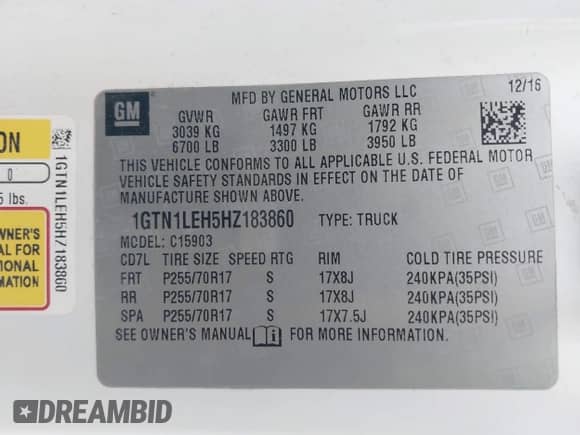 GM
MFD BY GENERAL MOTORS LLC 12/16
GVWR GAWR FRT GAWR RR
3039 KG 1497 KG 1792 KG
6700 LB 3300 LB 3950 LB
THIS VEHICLE CONFORMS TO ALL APPLICABLE U.S. FEDERAL MOTOR
VEHICLE SAFETY STANDARDS IN EFFECT ON THE DATE OF
MANUFACTURE SHOWN ABOVE.
1GTN1LEH5HZ183860 TYPE: TRUCK
MODEL: C15903
CD7L TIRE SIZE SPEED RTG RIM COLD TIRE PRESSURE
FRT P255/70R17 S 17X8J 240KPA(35PSI)
RR P255/70R17 S 17X8J 240KPA(35PSI)
SPA P255/70R17 S 17X7.5J 240KPA(35PSI)
SEE OWNER'S MANUAL FOR MORE INFORMATION.
ON
0
5 lbs.
WNER'S
AL FOR
IONAL
MATION
1GTN1LEH5HZ183860
DREAMBID